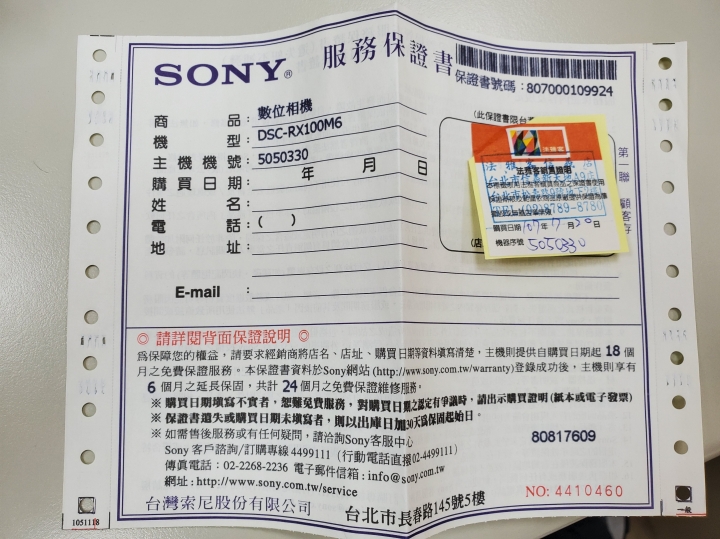 SONY®
服務保證書
保證書號碼：807000109924
商品：數位相機
機型：DSC-RX100M6
主機機號：5050330
購買日期： 年 月 日
姓名：
電話：( )
地址：
E-mail：
(此保證書限台
(店
第一聯 顧客存
法雅客
購買日期 107年7月30日
機器序號 5050330
◎ 請詳閱背面保證說明 ◎
為保障您的權益，請要求經銷商將店名、店址、購買日期等資料填寫清楚，主機則提供自購買日期起 18 個
月之免費保證服務。本保證書資料於Sony網站 (http://www.sony.com.tw/warranty)登錄成功後，主機則享有
6 個月之延長保固，共計 24 個月之免費保證維修服務。
※ 購買日期填寫不實者，恕難免費服務，對購買日期之認定有爭議時，請出示購買證明 (紙本或電子發票)
※ 保證書遺失或購買日期未填寫者，則以出庫日加30天為保固起始日。
※ 如需售後服務或有任何疑問，請洽詢Sony客服中心
Sony 客戶諮詢/訂購專線 4499111 (行動電話直撥02-4499111)
傳真電話：02-2268-2236 電子郵件信箱：info@sony.com.tw
網址：http://www.sony.com.tw/service
80817609
NO: 4410460
台灣索尼股份有限公司
台北市長春路145號5樓
1051118
一般